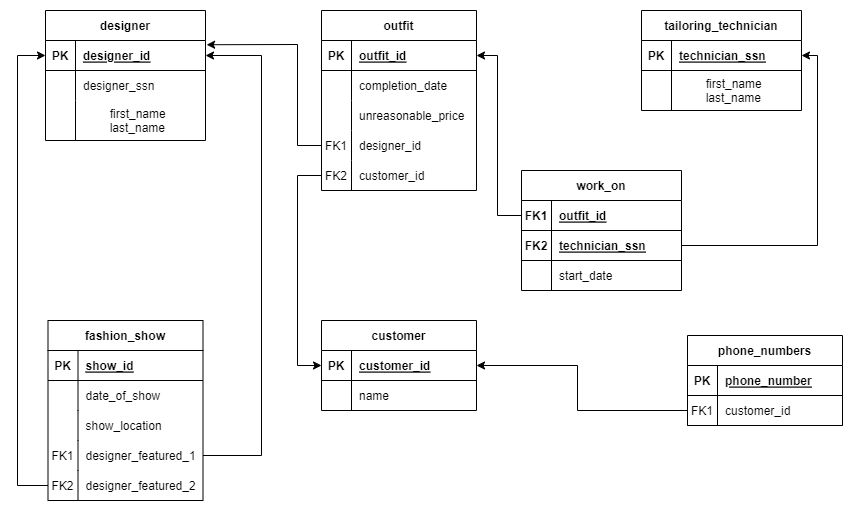 designer
PK designer_id
designer_ssn
first_name
last_name
outfit
PK outfit_id
completion_date
unreasonable_price
FK1 designer_id
FK2 customer_id
tailoring_technician
PK technician_ssn
first_name
last_name
work_on
FK1 outfit_id
FK2 technician_ssn
start_date
fashion_show
PK show_id
date_of_show
show_location
FK1 designer_featured_1
FK2 designer_featured_2
customer
PK customer_id
name
phone_numbers
PK phone_number
FK1 customer_id